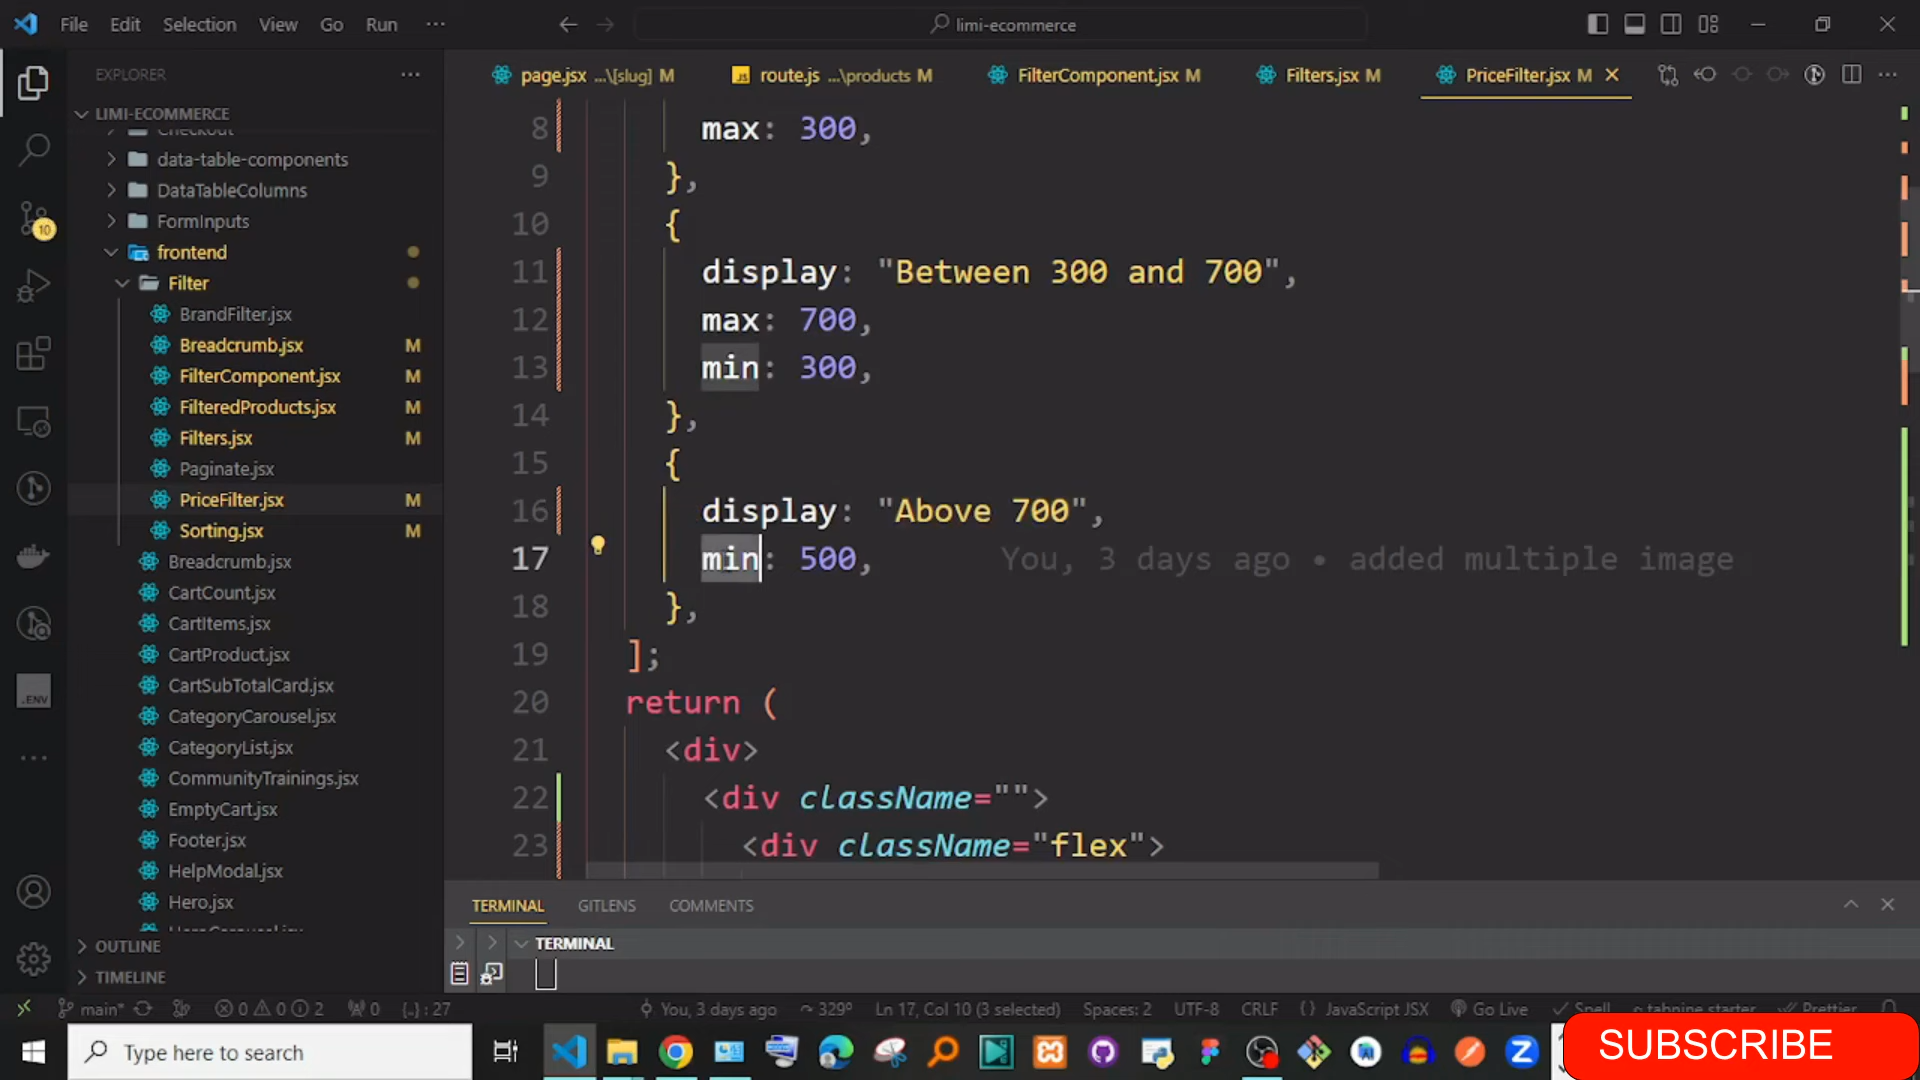 File Edit Selection View Go Run ···
limi-ecommerce
EXPLORER
page.jsx ...\[slug] M
route.js ...\products M
FilterComponent.jsx M
Filters.jsx M
PriceFilter.jsx M
LIMI-ECOMMERCE
Checkout
data-table-components
DataTableColumns
FormInputs
frontend
Filter
BrandFilter.jsx
Breadcrumb.jsx M
FilterComponent.jsx M
FilteredProducts.jsx M
Filters.jsx M
Paginate.jsx
PriceFilter.jsx M
Sorting.jsx M
Breadcrumb.jsx
CartCount.jsx
CartItems.jsx
CartProduct.jsx
CartSubTotalCard.jsx
CategoryCarousel.jsx
CategoryList.jsx
CommunityTrainings.jsx
EmptyCart.jsx
Footer.jsx
HelpModal.jsx
Hero.jsx
OUTLINE
TIMELINE
10
.ENV
8 max: 300,
9 },
10 {
11 display: "Between 300 and 700",
12 max: 700,
13 min: 300,
14 },
15 {
16 display: "Above 700",
17 min: 500, You, 3 days ago • added multiple image
18 },
19 ];
20 return (
21 <div>
22 <div className="">
23 <div className="flex">
TERMINAL GITLENS COMMENTS
TERMINAL
main* 0 0 2 0 {..} : 27 You, 3 days ago 329° Ln 17, Col 10 (3 selected) Spaces: 2 UTF-8 CRLF {} JavaScript JSX Go Live Spell tabnine starter Prettier
Type here to search
SUBSCRIBE